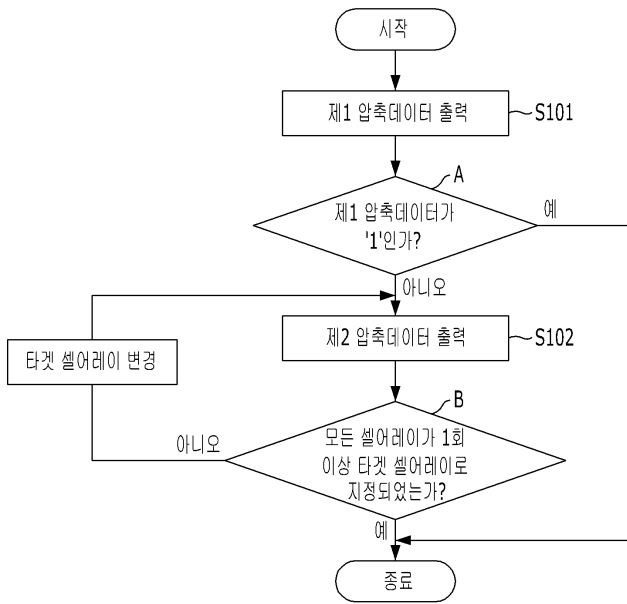 시작
제1 압축데이터 출력
S101
A
제1 압축데이터가
'1'인가?
예
아니오
제2 압축데이터 출력
S102
타겟 셀어레이 변경
B
모든 셀어레이가 1회
이상 타겟 셀어레이로
지정되었는가?
아니오
예
종료